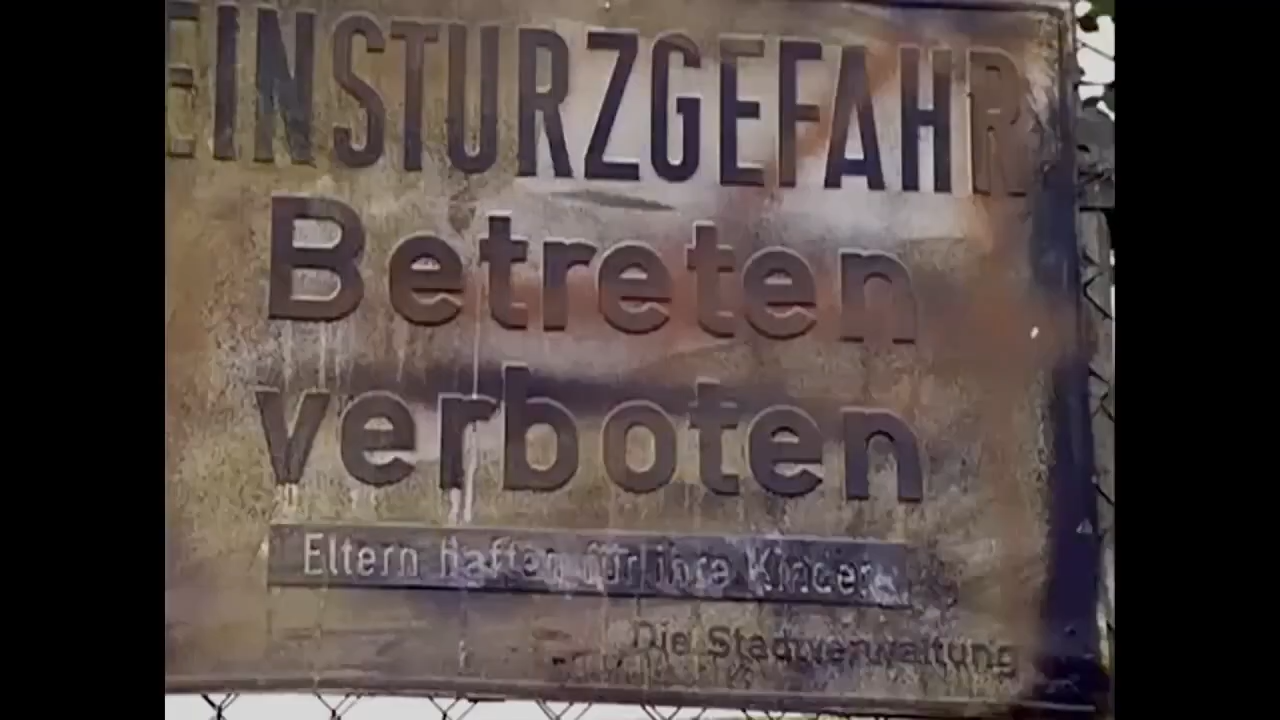 EINSTURZGEFAHR
Betreten
verboten
Eltern haften für ihre Kinder.
Die Stadtverwaltung